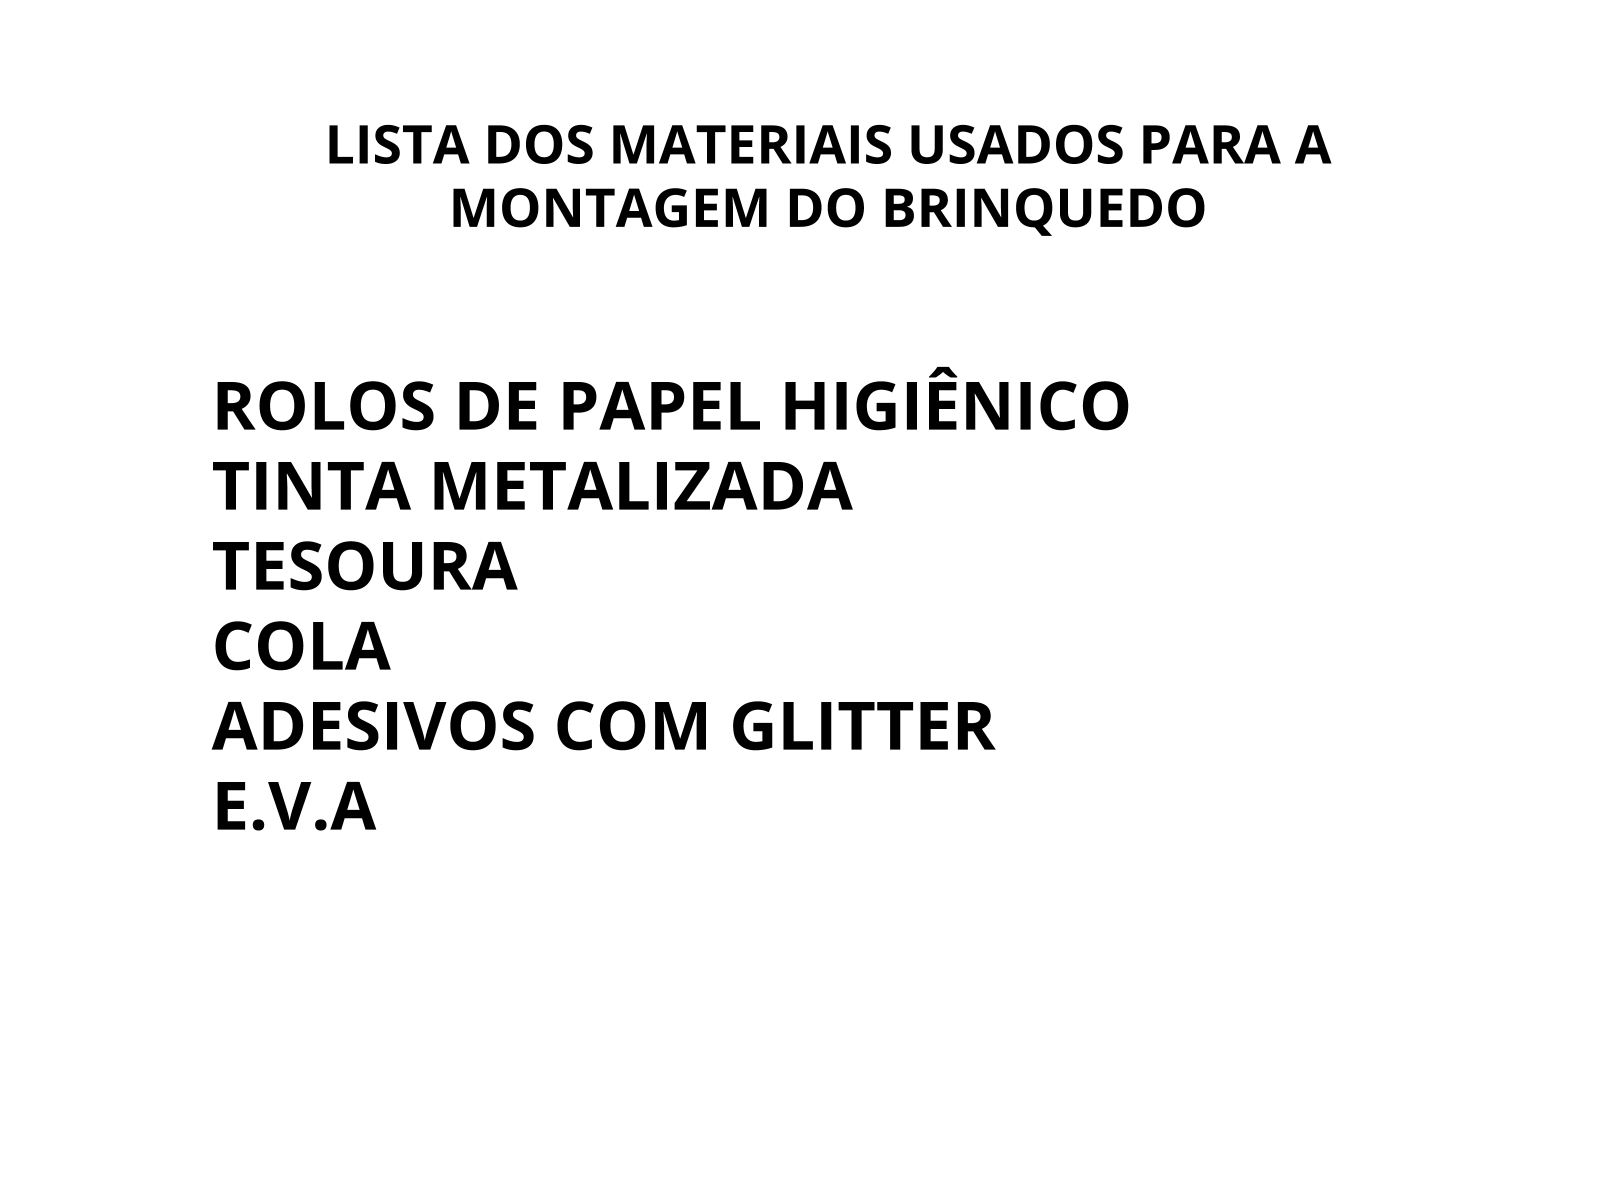 LISTA DOS MATERIAIS USADOS PARA A
MONTAGEM DO BRINQUEDO
ROLOS DE PAPEL HIGIÊNICO
TINTA METALIZADA
TESOURA
COLA
ADESIVOS COM GLITTER
E.V.A